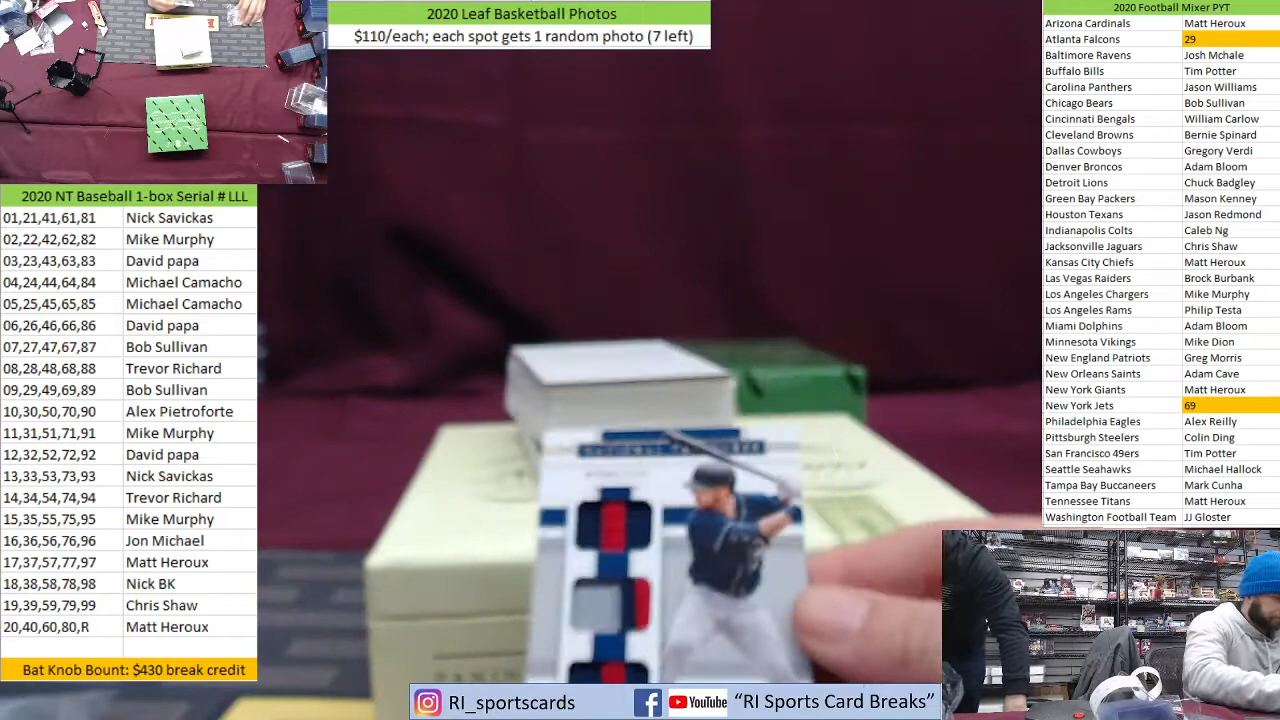 2020 Leaf Basketball Photos
$110/each; each spot gets 1 random photo (7 left)
2020 NT Baseball 1-box Serial # LLL
01,21,41,61,81 Nick Savickas
02,22,42,62,82 Mike Murphy
03,23,43,63,83 David papa
04,24,44,64,84 Michael Camacho
05,25,45,65,85 Michael Camacho
06,26,46,66,86 David papa
07,27,47,67,87 Bob Sullivan
08,28,48,68,88 Trevor Richard
09,29,49,69,89 Bob Sullivan
10,30,50,70,90 Alex Pietroforte
11,31,51,71,91 Mike Murphy
12,32,52,72,92 David papa
13,33,53,73,93 Nick Savickas
14,34,54,74,94 Trevor Richard
15,35,55,75,95 Mike Murphy
16,36,56,76,96 Jon Michael
17,37,57,77,97 Matt Heroux
18,38,58,78,98 Nick BK
19,39,59,79,99 Chris Shaw
20,40,60,80,R Matt Heroux
Bat Knob Bount: $430 break credit
2020 Football Mixer PYT
Arizona Cardinals Matt Heroux
Atlanta Falcons 29
Baltimore Ravens Josh Mchale
Buffalo Bills Tim Potter
Carolina Panthers Jason Williams
Chicago Bears Bob Sullivan
Cincinnati Bengals William Carlow
Cleveland Browns Bernie Spinard
Dallas Cowboys Gregory Verdi
Denver Broncos Adam Bloom
Detroit Lions Chuck Badgley
Green Bay Packers Mason Kenney
Houston Texans Jason Redmond
Indianapolis Colts Caleb Ng
Jacksonville Jaguars Chris Shaw
Kansas City Chiefs Matt Heroux
Las Vegas Raiders Brock Burbank
Los Angeles Chargers Mike Murphy
Los Angeles Rams Philip Testa
Miami Dolphins Adam Bloom
Minnesota Vikings Mike Dion
New England Patriots Greg Morris
New Orleans Saints Adam Cave
New York Giants Matt Heroux
New York Jets 69
Philadelphia Eagles Alex Reilly
Pittsburgh Steelers Colin Ding
San Francisco 49ers Tim Potter
Seattle Seahawks Michael Hallock
Tampa Bay Buccaneers Mark Cunha
Tennessee Titans Matt Heroux
Washington Football Team JJ Gloster
RI_sportscards YouTube "RI Sports Card Breaks"